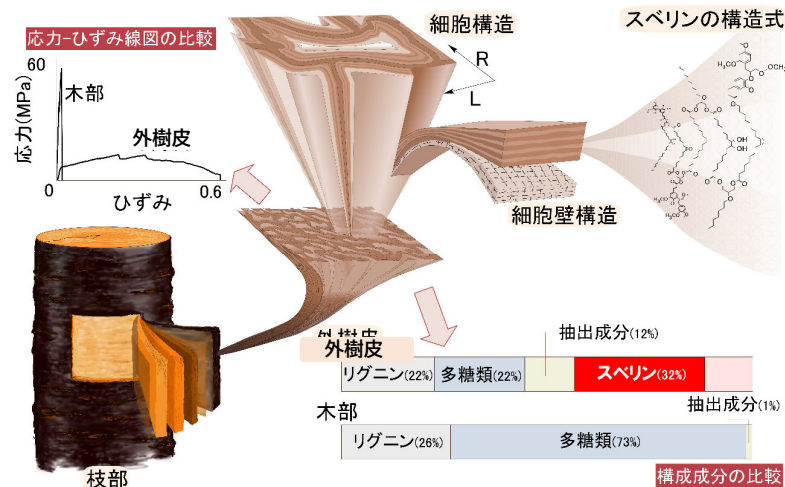 応力-ひずみ線図の比較
60
応力(MPa)
木部
外樹皮
0
0.6
ひずみ
細胞構造
R
L
スベリンの構造式
細胞壁構造
枝部
外樹皮
外樹皮
抽出成分(12%)
リグニン(22%)
多糖類(22%)
スベリン(32%)
木部
抽出成分(1%)
リグニン(26%)
多糖類(73%)
構成成分の比較